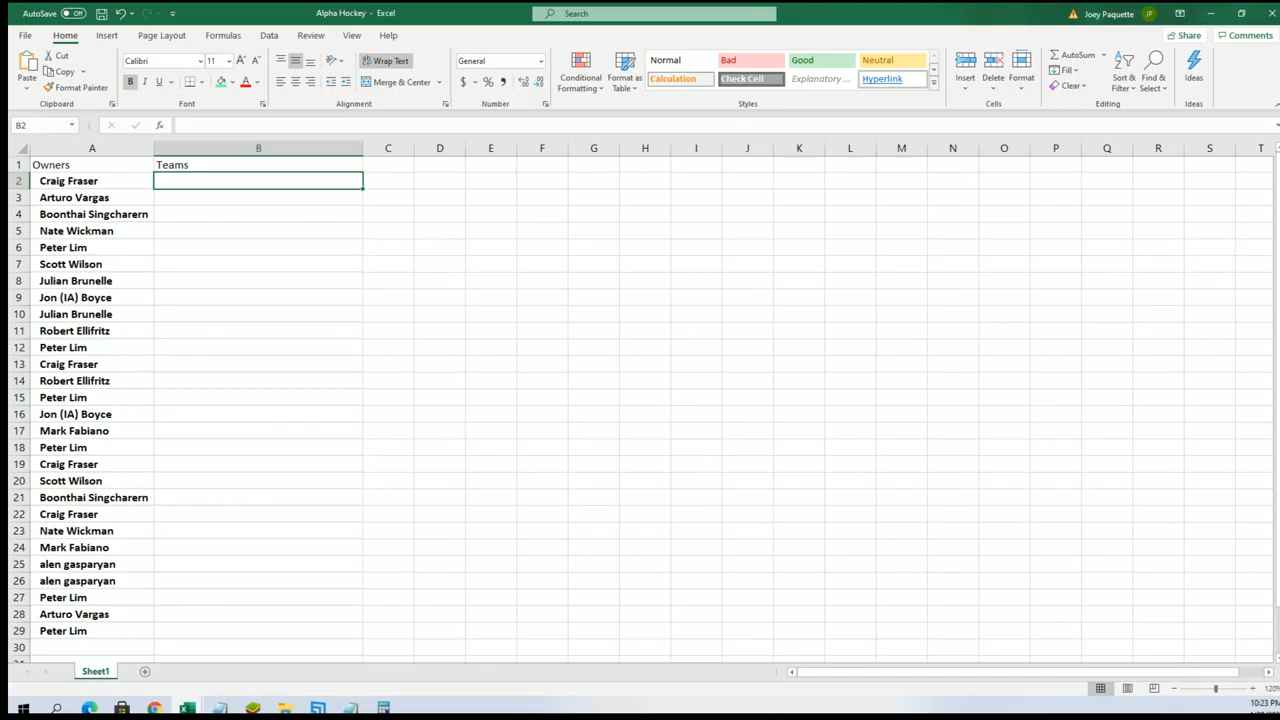 AutoSave Off Alpha Hockey - Excel Search Joey Paquette JP
File Home Insert Page Layout Formulas Data Review View Help Share Comments
Paste Cut Copy Format Painter Clipboard
Calibri 11 B I U A Font
Wrap Text Merge & Center Alignment
General $ % Number
Conditional Formatting Format as Table
Normal Bad Good Neutral
Calculation Check Cell Explanatory ... Hyperlink
Styles
Insert Delete Format Cells
AutoSum Fill Clear Sort & Filter Find & Select Editing
Ideas Ideas
B2 fx
A B C D E F G H I J K L M N O P Q R S T
1 Owners Teams
2 Craig Fraser
3 Arturo Vargas
4 Boonthai Singcharern
5 Nate Wickman
6 Peter Lim
7 Scott Wilson
8 Julian Brunelle
9 Jon (IA) Boyce
10 Julian Brunelle
11 Robert Ellifritz
12 Peter Lim
13 Craig Fraser
14 Robert Ellifritz
15 Peter Lim
16 Jon (IA) Boyce
17 Mark Fabiano
18 Peter Lim
19 Craig Fraser
20 Scott Wilson
21 Boonthai Singcharern
22 Craig Fraser
23 Nate Wickman
24 Mark Fabiano
25 alen gasparyan
26 alen gasparyan
27 Peter Lim
28 Arturo Vargas
29 Peter Lim
30
Sheet1
120%
10:23 PM